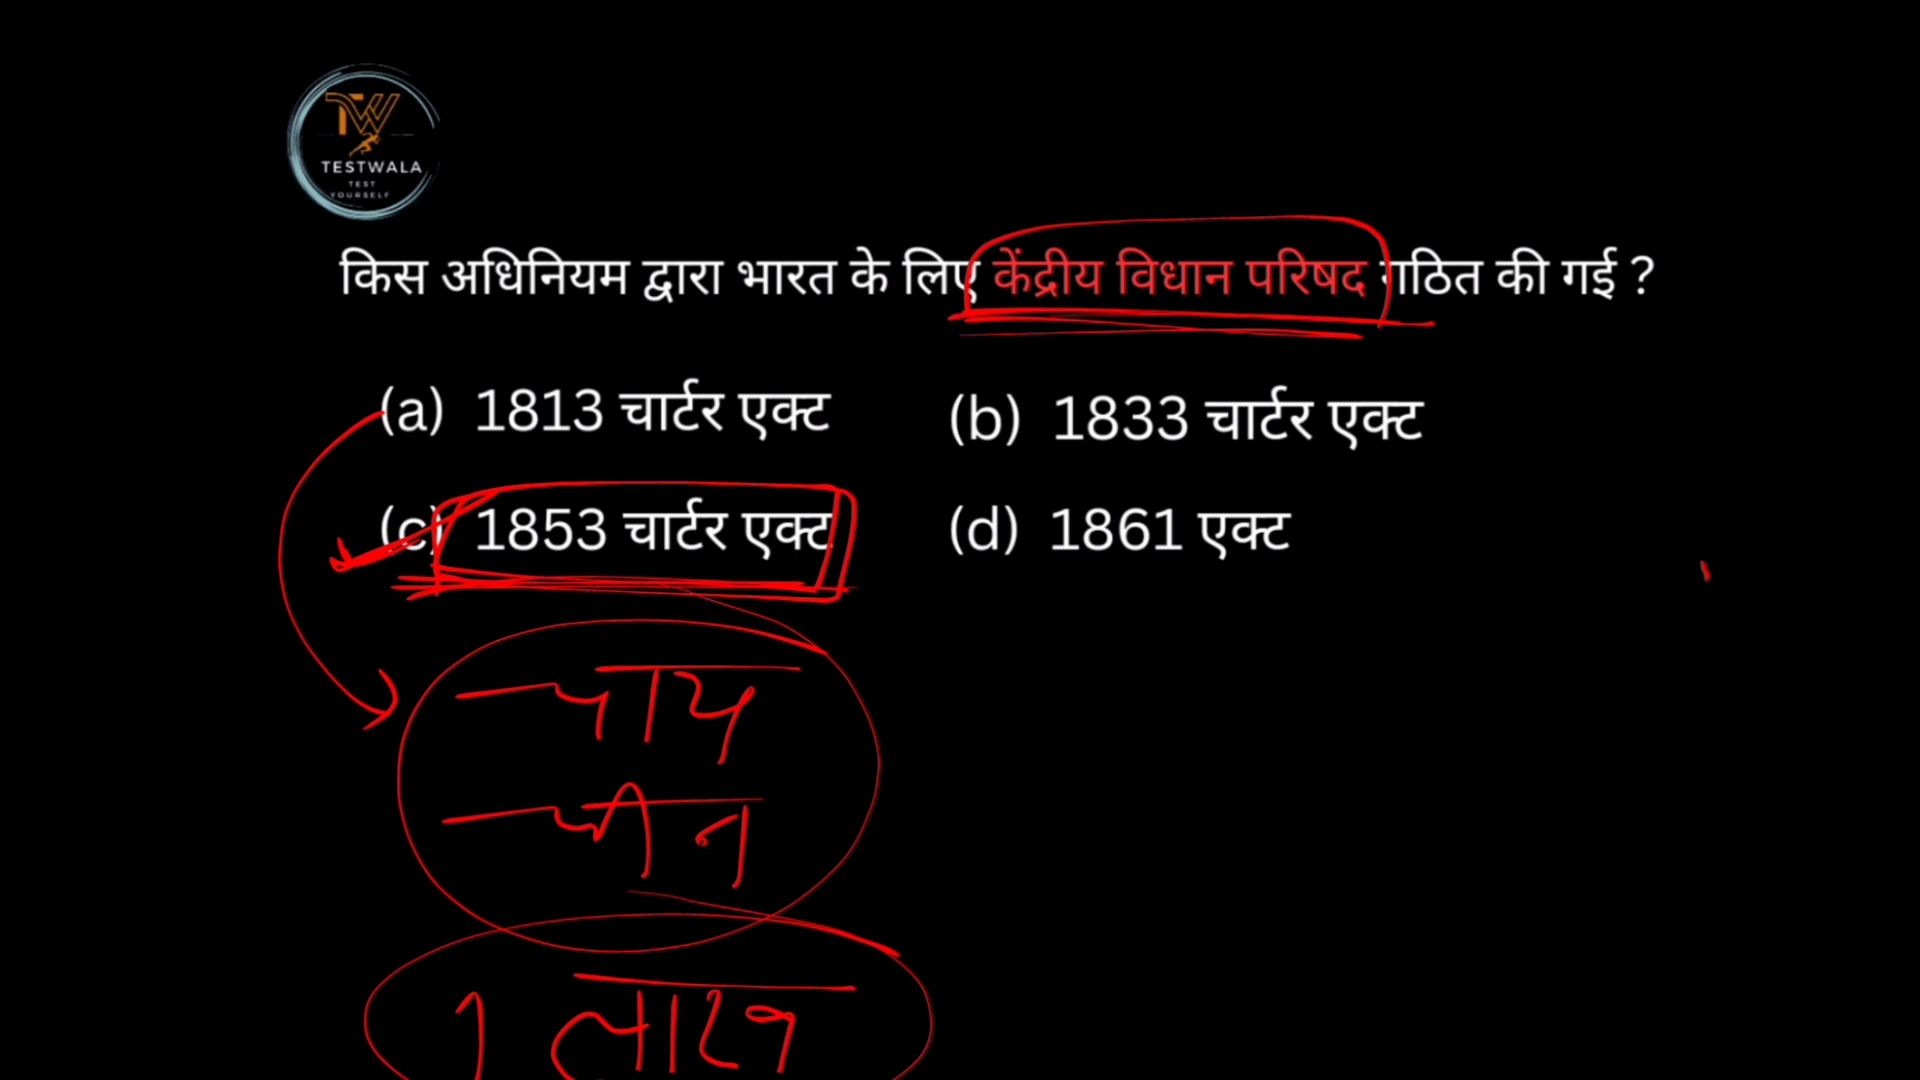 TW
TESTWALA
TEST
YOURSELF
किस अधिनियम द्वारा भारत के लिए केंद्रीय विधान परिषद गठित की गई ?
(a) 1813 चार्टर एक्ट
(b) 1833 चार्टर एक्ट
(c) 1853 चार्टर एक्ट
(d) 1861 एक्ट
चाय
चीन
1 लाख